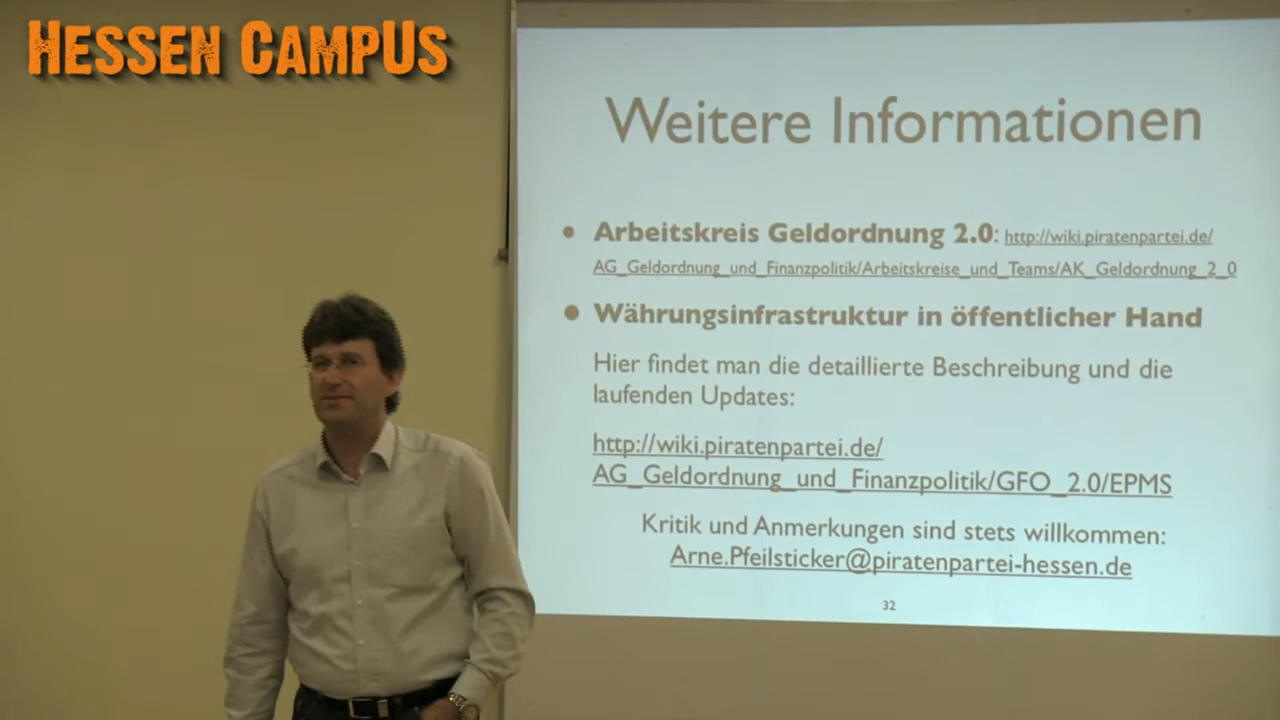 HESSEN CAMPUS
Weitere Informationen
• Arbeitskreis Geldordnung 2.0: http://wiki.piratenpartei.de/
AG_Geldordnung_und_Finanzpolitik/Arbeitskreise_und_Teams/AK_Geldordnung_2_0
• Währungsinfrastruktur in öffentlicher Hand
Hier findet man die detaillierte Beschreibung und die
laufenden Updates:
http://wiki.piratenpartei.de/
AG_Geldordnung_und_Finanzpolitik/GFO_2.0/EPMS
Kritik und Anmerkungen sind stets willkommen:
Arne.Pfeilsticker@piratenpartei-hessen.de
32